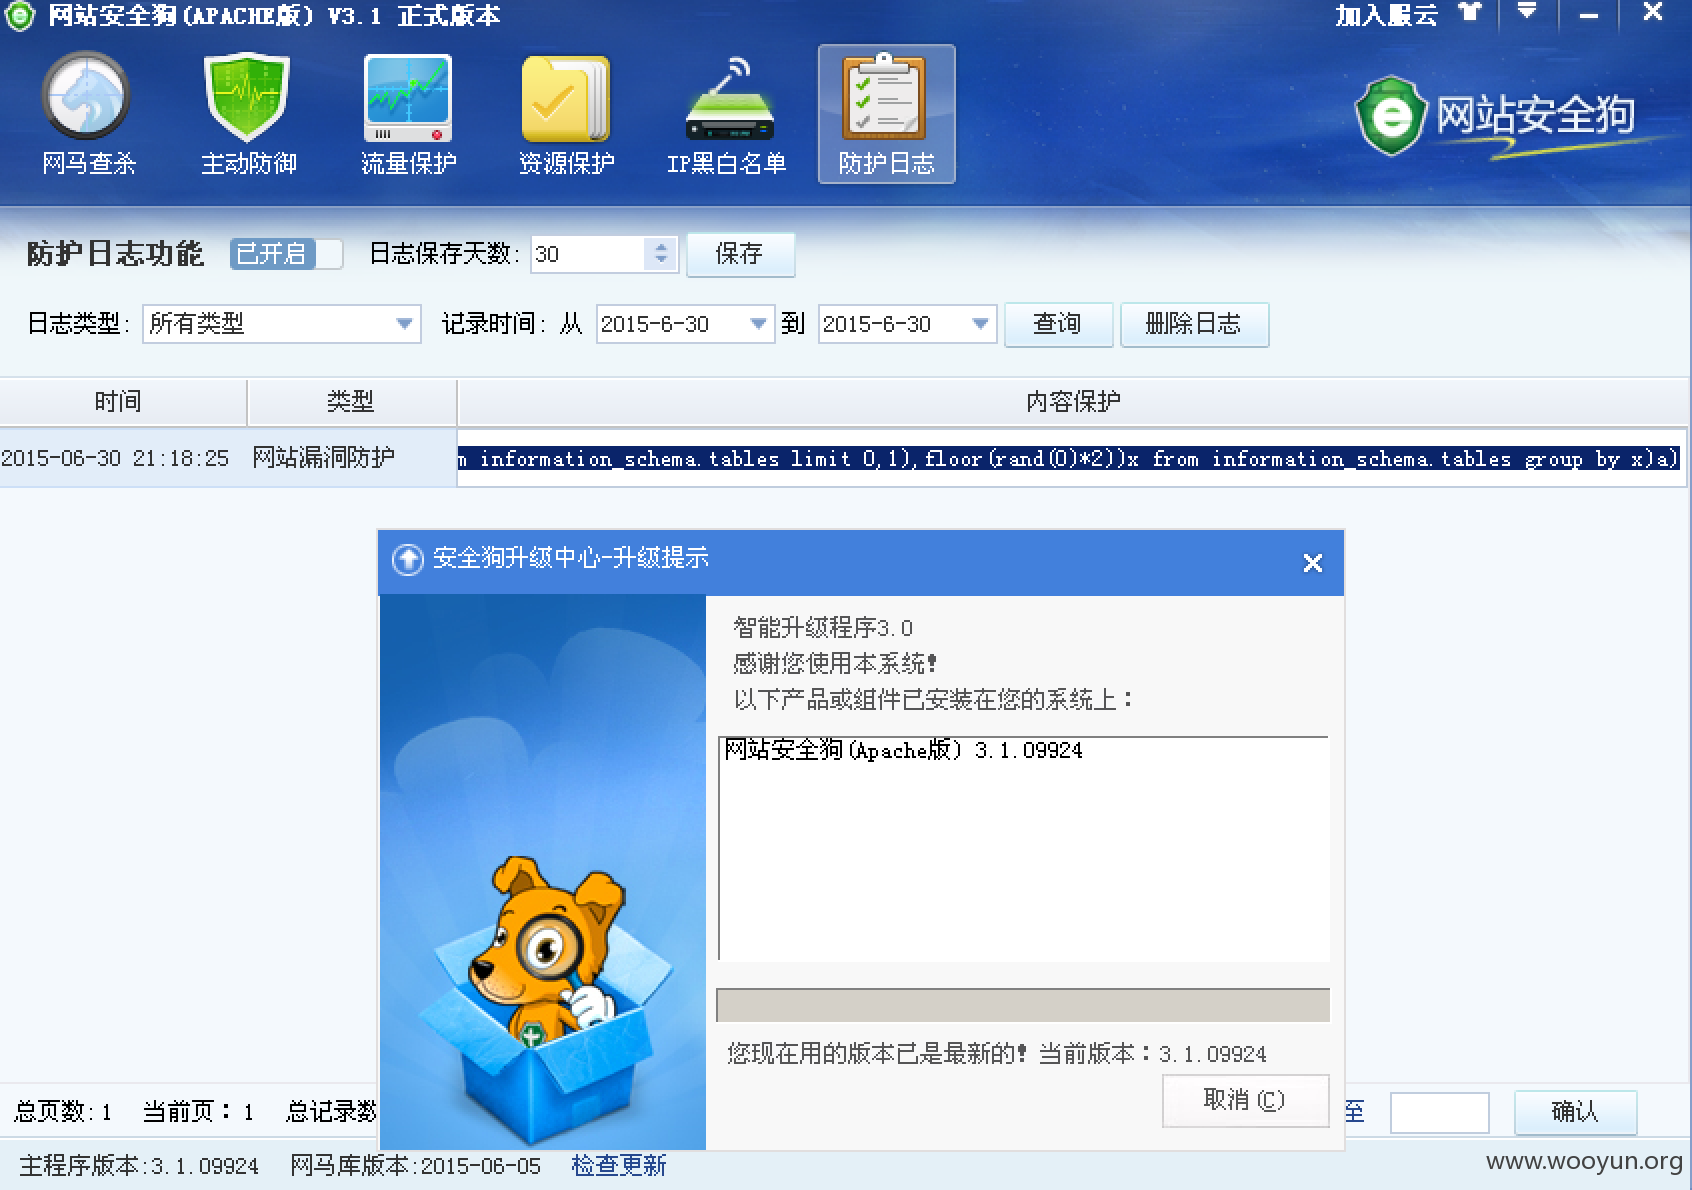 网站安全狗(APACHE版) V3.1 正式版本
加入服云
网马查杀 主动防御 流量保护 资源保护 IP黑白名单 防护日志
网站安全狗
防护日志功能 已开启 日志保存天数: 30 保存
日志类型: 所有类型 记录时间: 从 2015-6-30 到 2015-6-30 查询 删除日志
时间 类型 内容保护
2015-06-30 21:18:25 网站漏洞防护 information_schema.tables limit 0,1),floor(rand(0)*2))x from information_schema.tables group by x)a)
安全狗升级中心-升级提示
智能升级程序3.0
感谢您使用本系统!
以下产品或组件已安装在您的系统上:
网站安全狗(Apache版) 3.1.09924
您现在用的版本已是最新的! 当前版本:3.1.09924
取消(C)
总页数: 1 当前页: 1 总记录数 至 确认
主程序版本:3.1.09924 网马库版本:2015-06-05 检查更新
www.wooyun.org